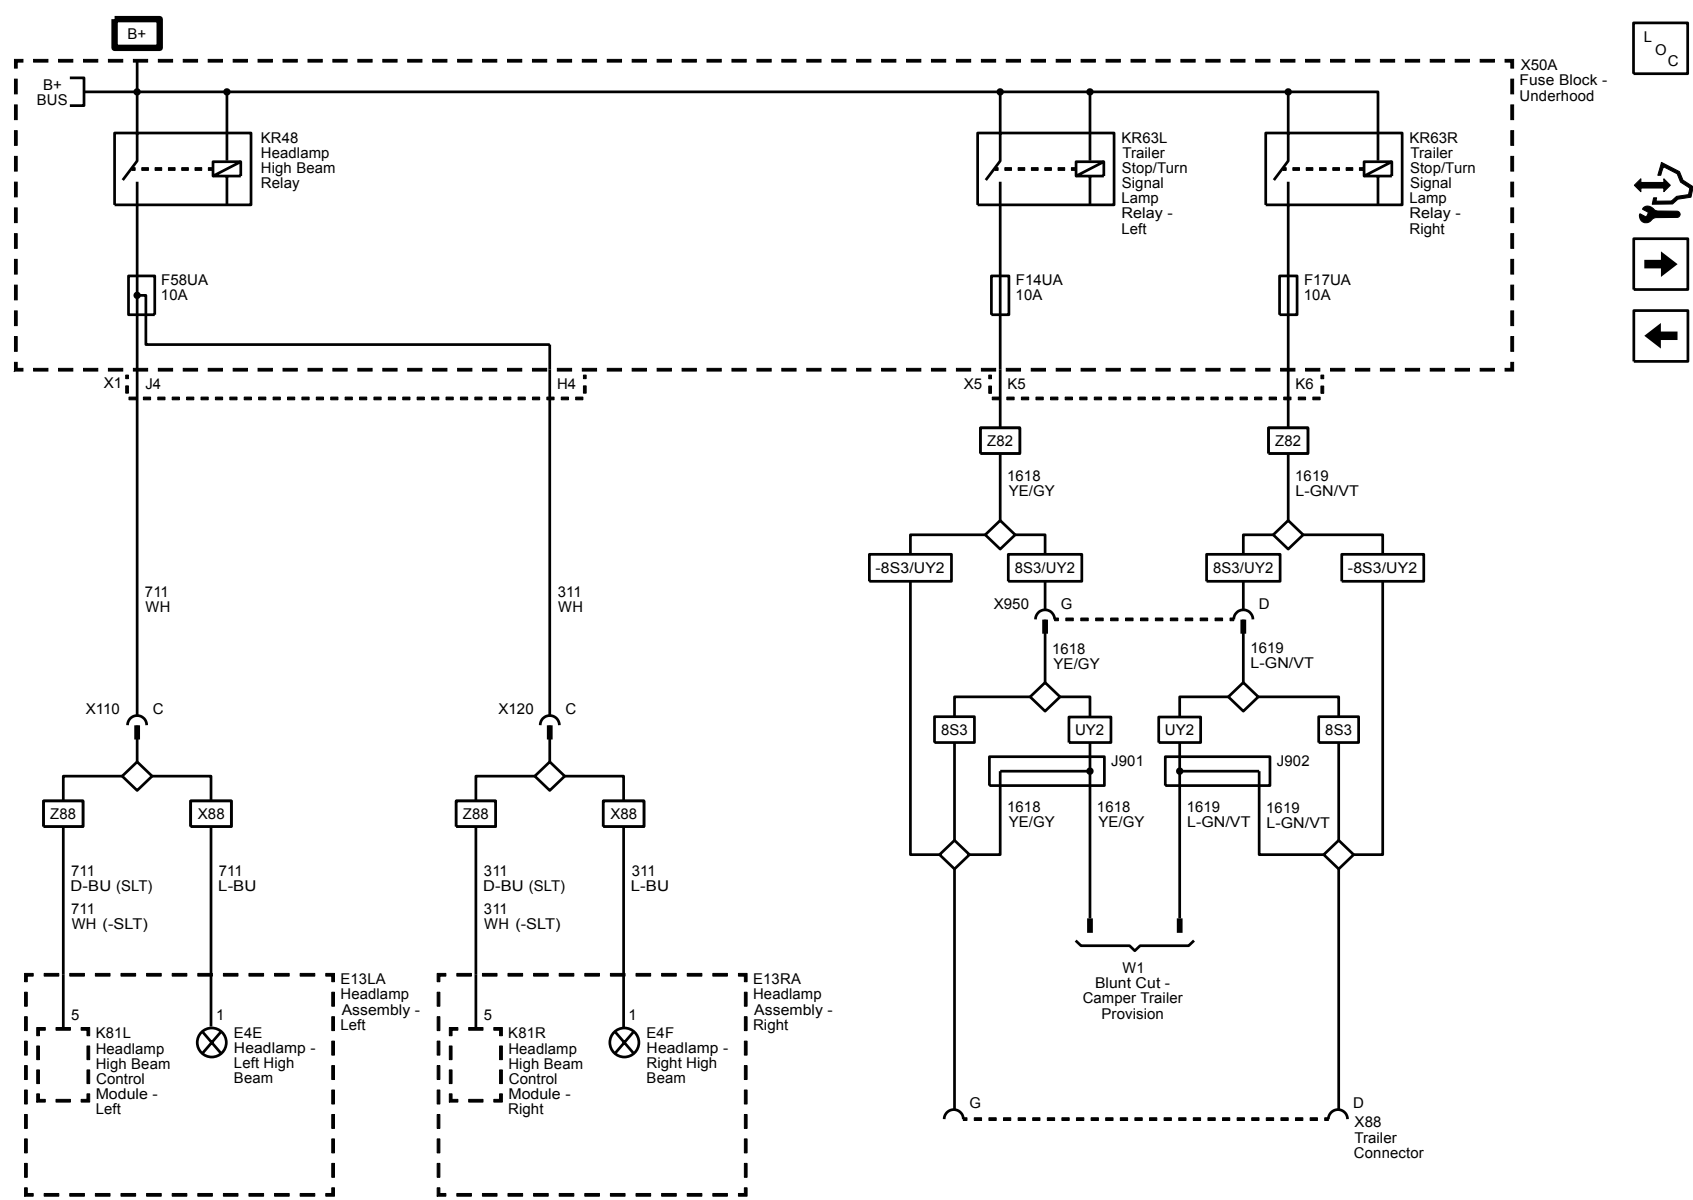 B+
L
O
C
B+
BUS
X50A
Fuse Block -
Underhood
KR48
Headlamp
High Beam
Relay
KR63L
Trailer
Stop/Turn
Signal
Lamp
Relay -
Left
KR63R
Trailer
Stop/Turn
Signal
Lamp
Relay -
Right
F58UA
10A
F14UA
10A
F17UA
10A
X1
J4
H4
X5
K5
K6
Z82
Z82
1618
YE/GY
1619
L-GN/VT
-8S3/UY2
8S3/UY2
8S3/UY2
-8S3/UY2
711
WH
311
WH
X950
G
D
1618
YE/GY
1619
L-GN/VT
X110
C
X120
C
8S3
UY2
UY2
8S3
J901
J902
Z88
X88
Z88
X88
1618
YE/GY
1618
YE/GY
1619
L-GN/VT
1619
L-GN/VT
711
D-BU (SLT)
711
WH (-SLT)
711
L-BU
311
D-BU (SLT)
311
WH (-SLT)
311
L-BU
W1
Blunt Cut -
Camper Trailer
Provision
E13LA
Headlamp
Assembly -
Left
E13RA
Headlamp
Assembly -
Right
5
1
5
1
K81L
Headlamp
High Beam
Control
Module -
Left
E4E
Headlamp -
Left High
Beam
K81R
Headlamp
High Beam
Control
Module -
Right
E4F
Headlamp -
Right High
Beam
G
D
X88
Trailer
Connector